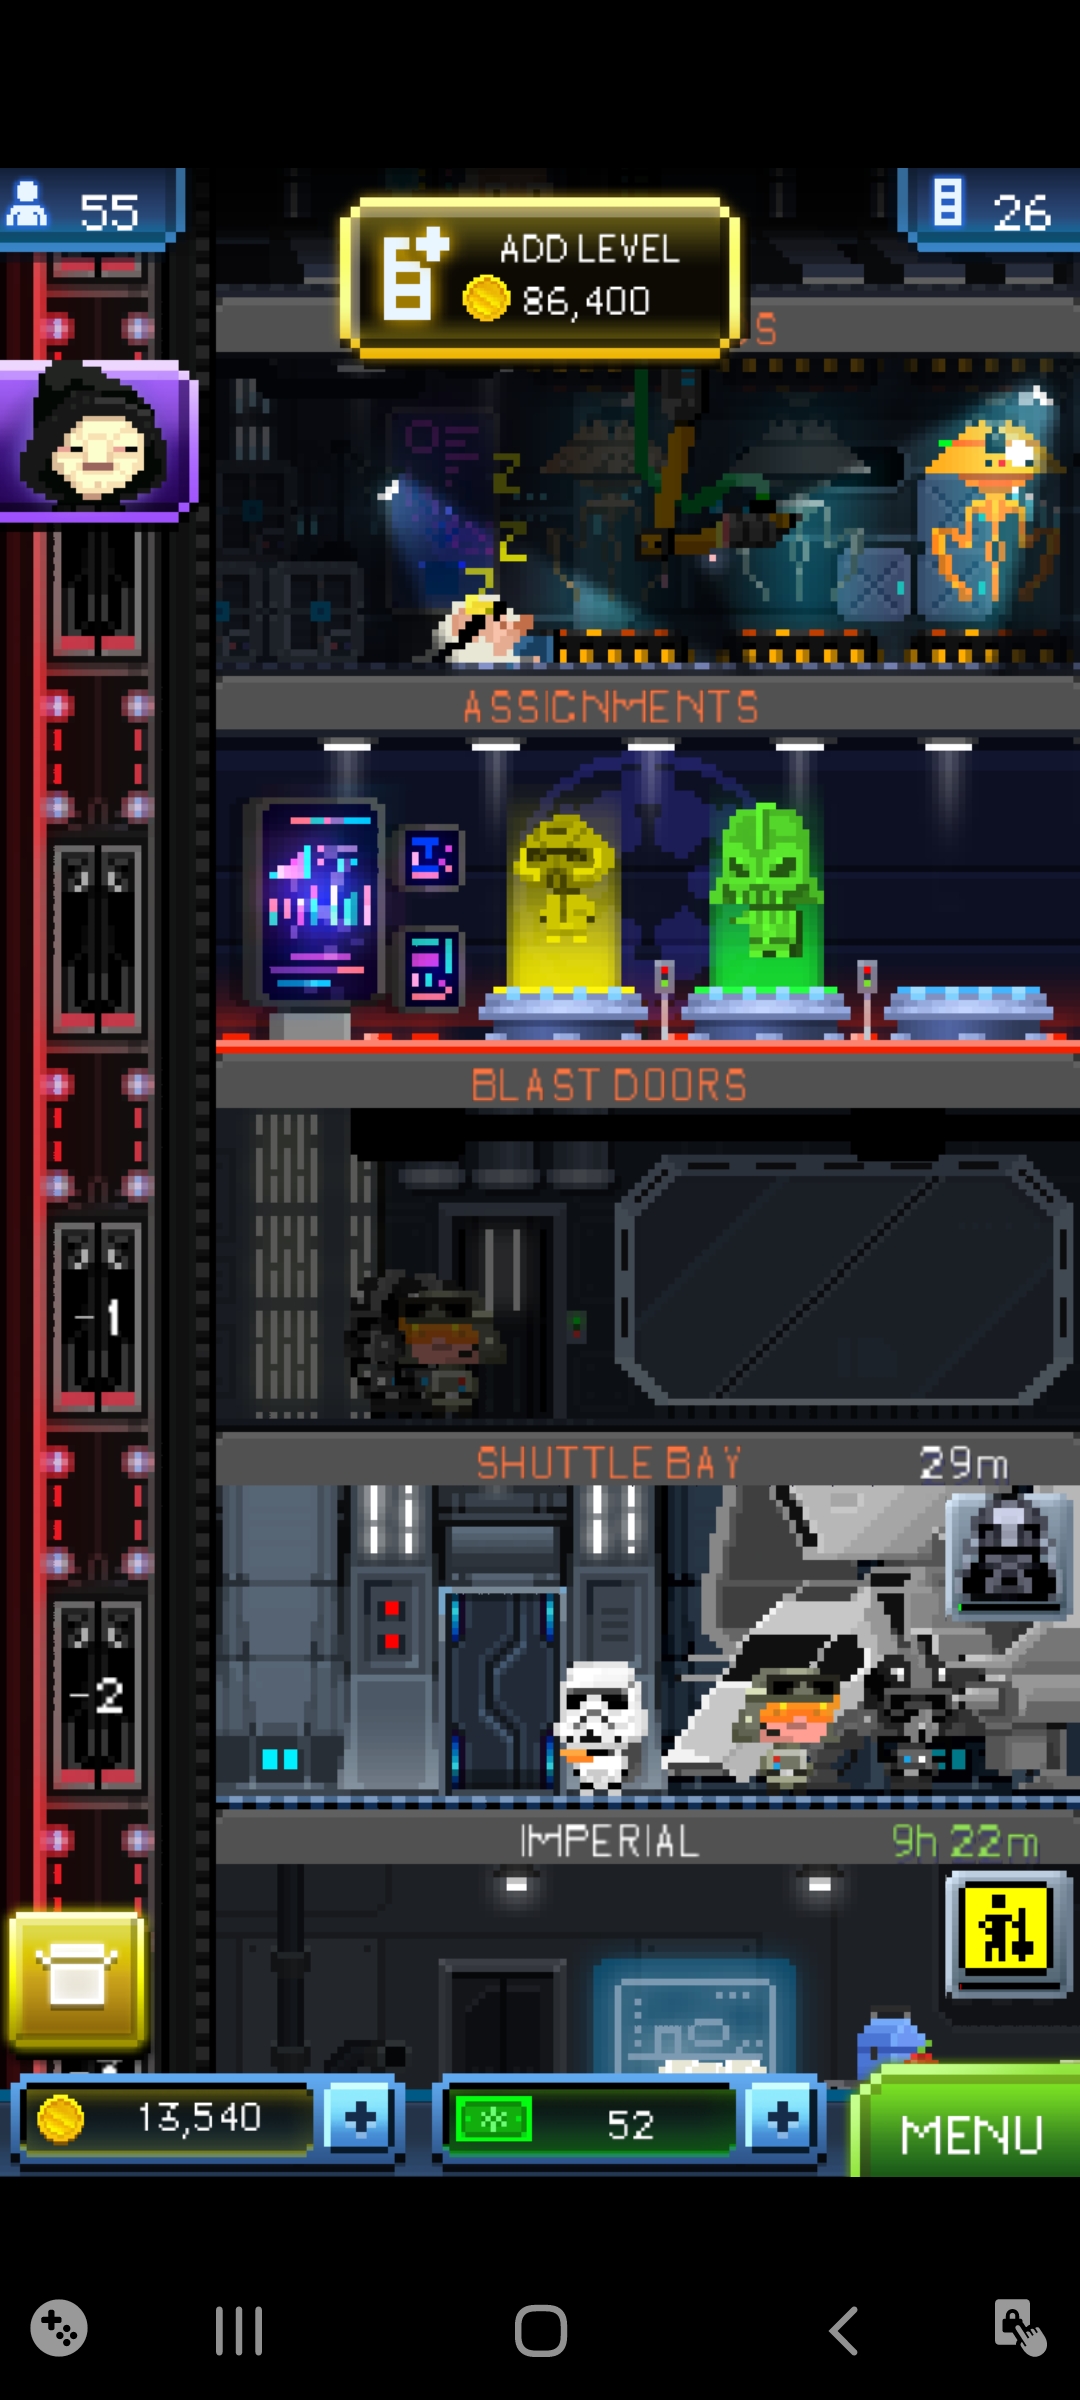 55
ADD LEVEL
86,400
26
S
ASSIGNMENTS
BLAST DOORS
-1
SHUTTLE BAY 29m
-2
IMPERIAL 9h 22m
13,540
52
MENU